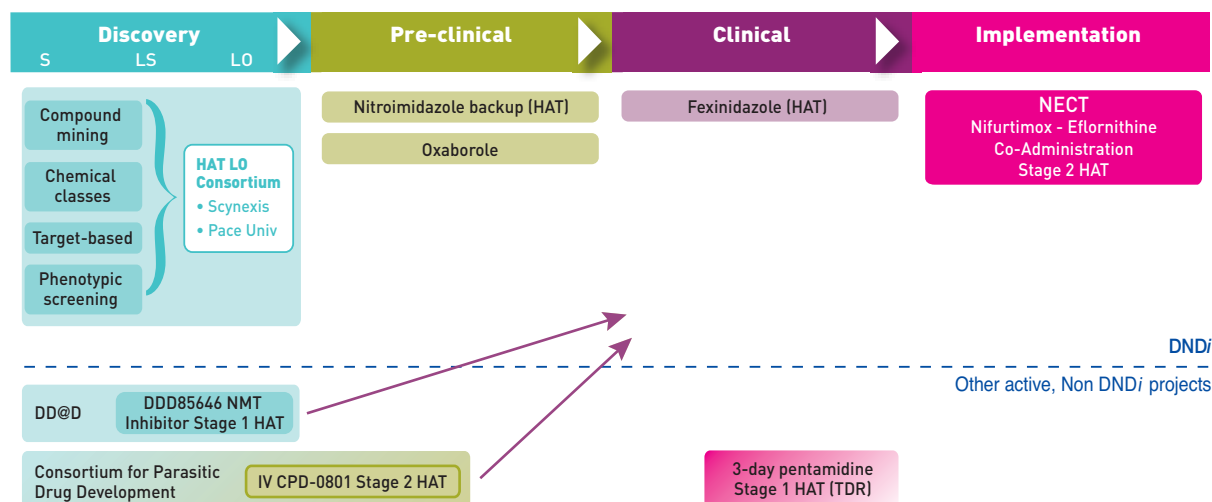 Discovery
S LS LO
Pre-clinical
Clinical
Implementation
Compound
mining
Chemical
classes
Target-based
Phenotypic
screening
HAT LO
Consortium
• Scynexis
• Pace Univ
Nitroimidazole backup (HAT)
Oxaborole
Fexinidazole (HAT)
NECT
Nifurtimox - Eflornithine
Co-Administration
Stage 2 HAT
DNDi
Other active, Non DNDi projects
DD@D
DDD85646 NMT
Inhibitor Stage 1 HAT
Consortium for Parasitic
Drug Development
IV CPD-0801 Stage 2 HAT
3-day pentamidine
Stage 1 HAT (TDR)